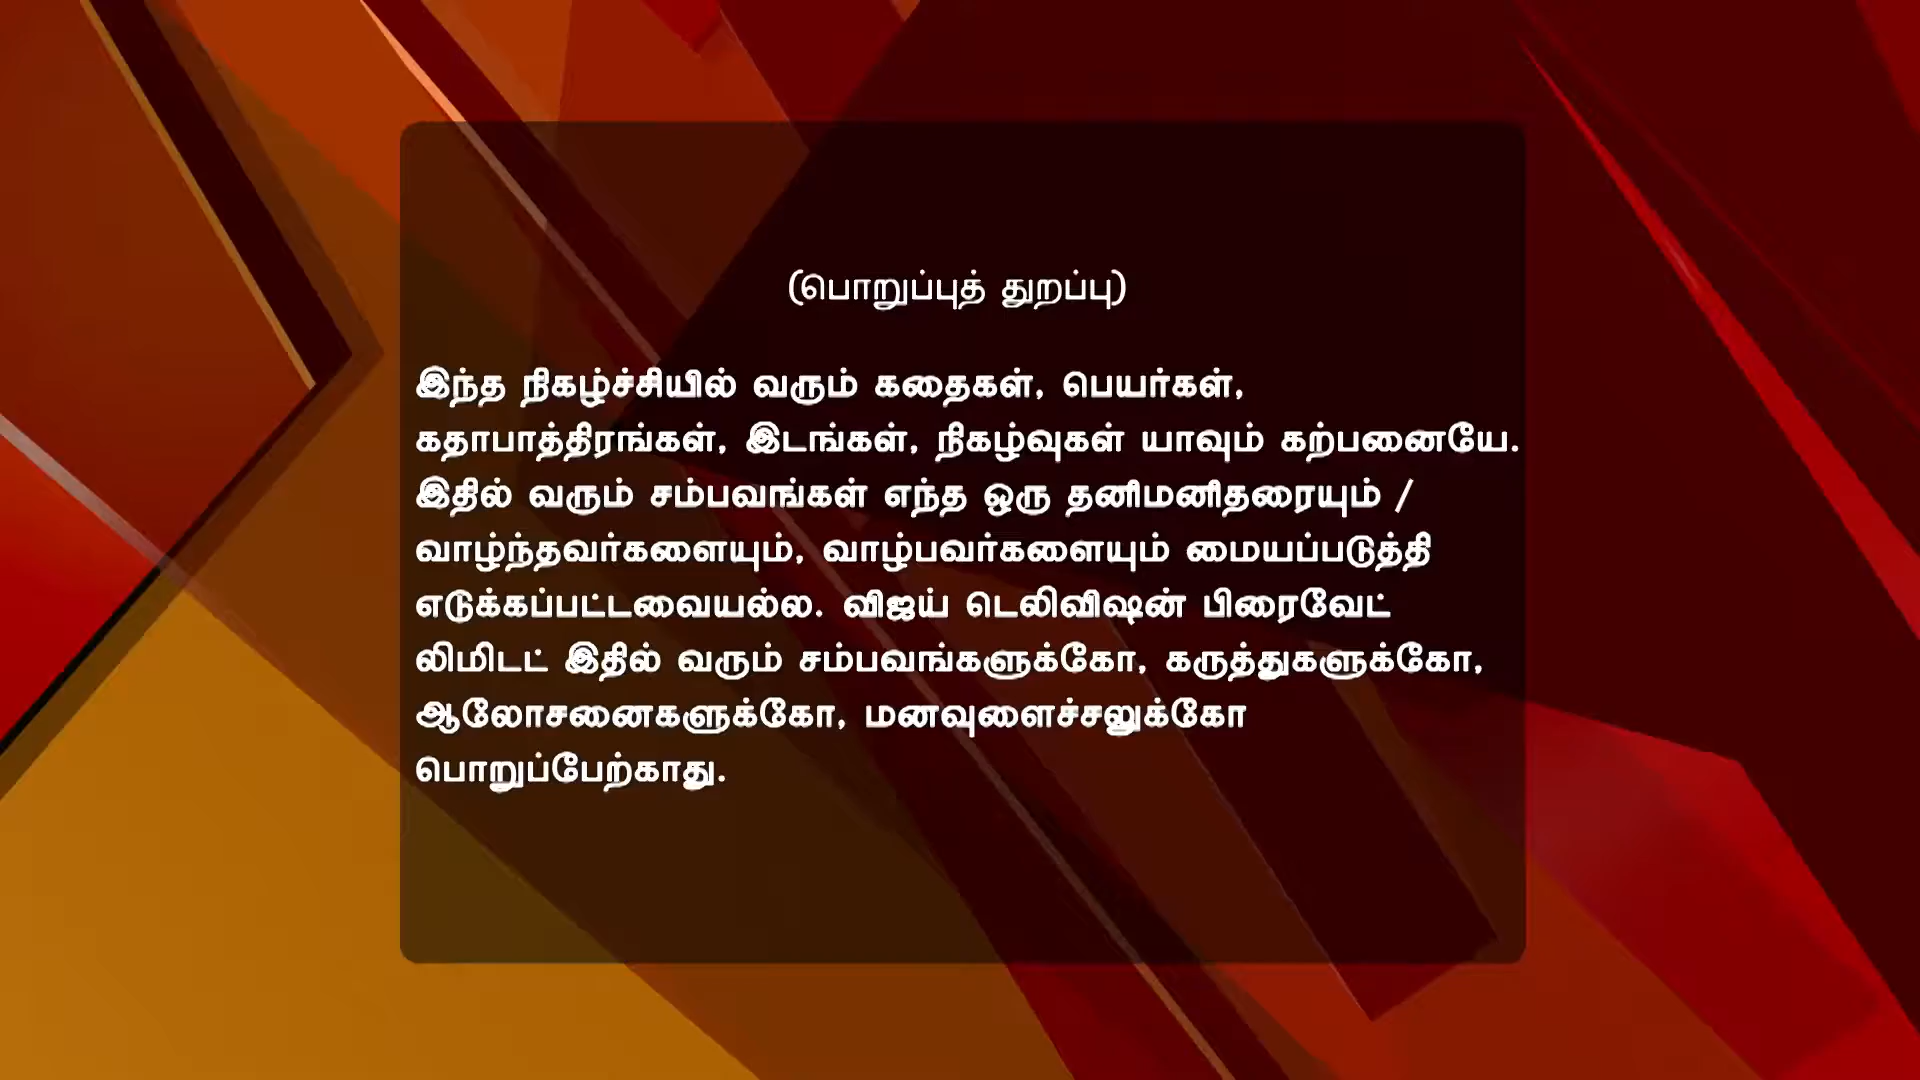 (பொறுப்புத் துறப்பு)
இந்த நிகழ்ச்சியில் வரும் கதைகள், பெயர்கள்,
கதாபாத்திரங்கள், இடங்கள், நிகழ்வுகள் யாவும் கற்பனையே.
இதில் வரும் சம்பவங்கள் எந்த ஒரு தனிமனிதரையும் /
வாழ்ந்தவர்களையும், வாழ்பவர்களையும் மையப்படுத்தி
எடுக்கப்பட்டவையல்ல. விஜய் டெலிவிஷன் பிரைவேட்
லிமிடட் இதில் வரும் சம்பவங்களுக்கோ, கருத்துகளுக்கோ,
ஆலோசனைகளுக்கோ, மனவுளைச்சலுக்கோ
பொறுப்பேற்காது.